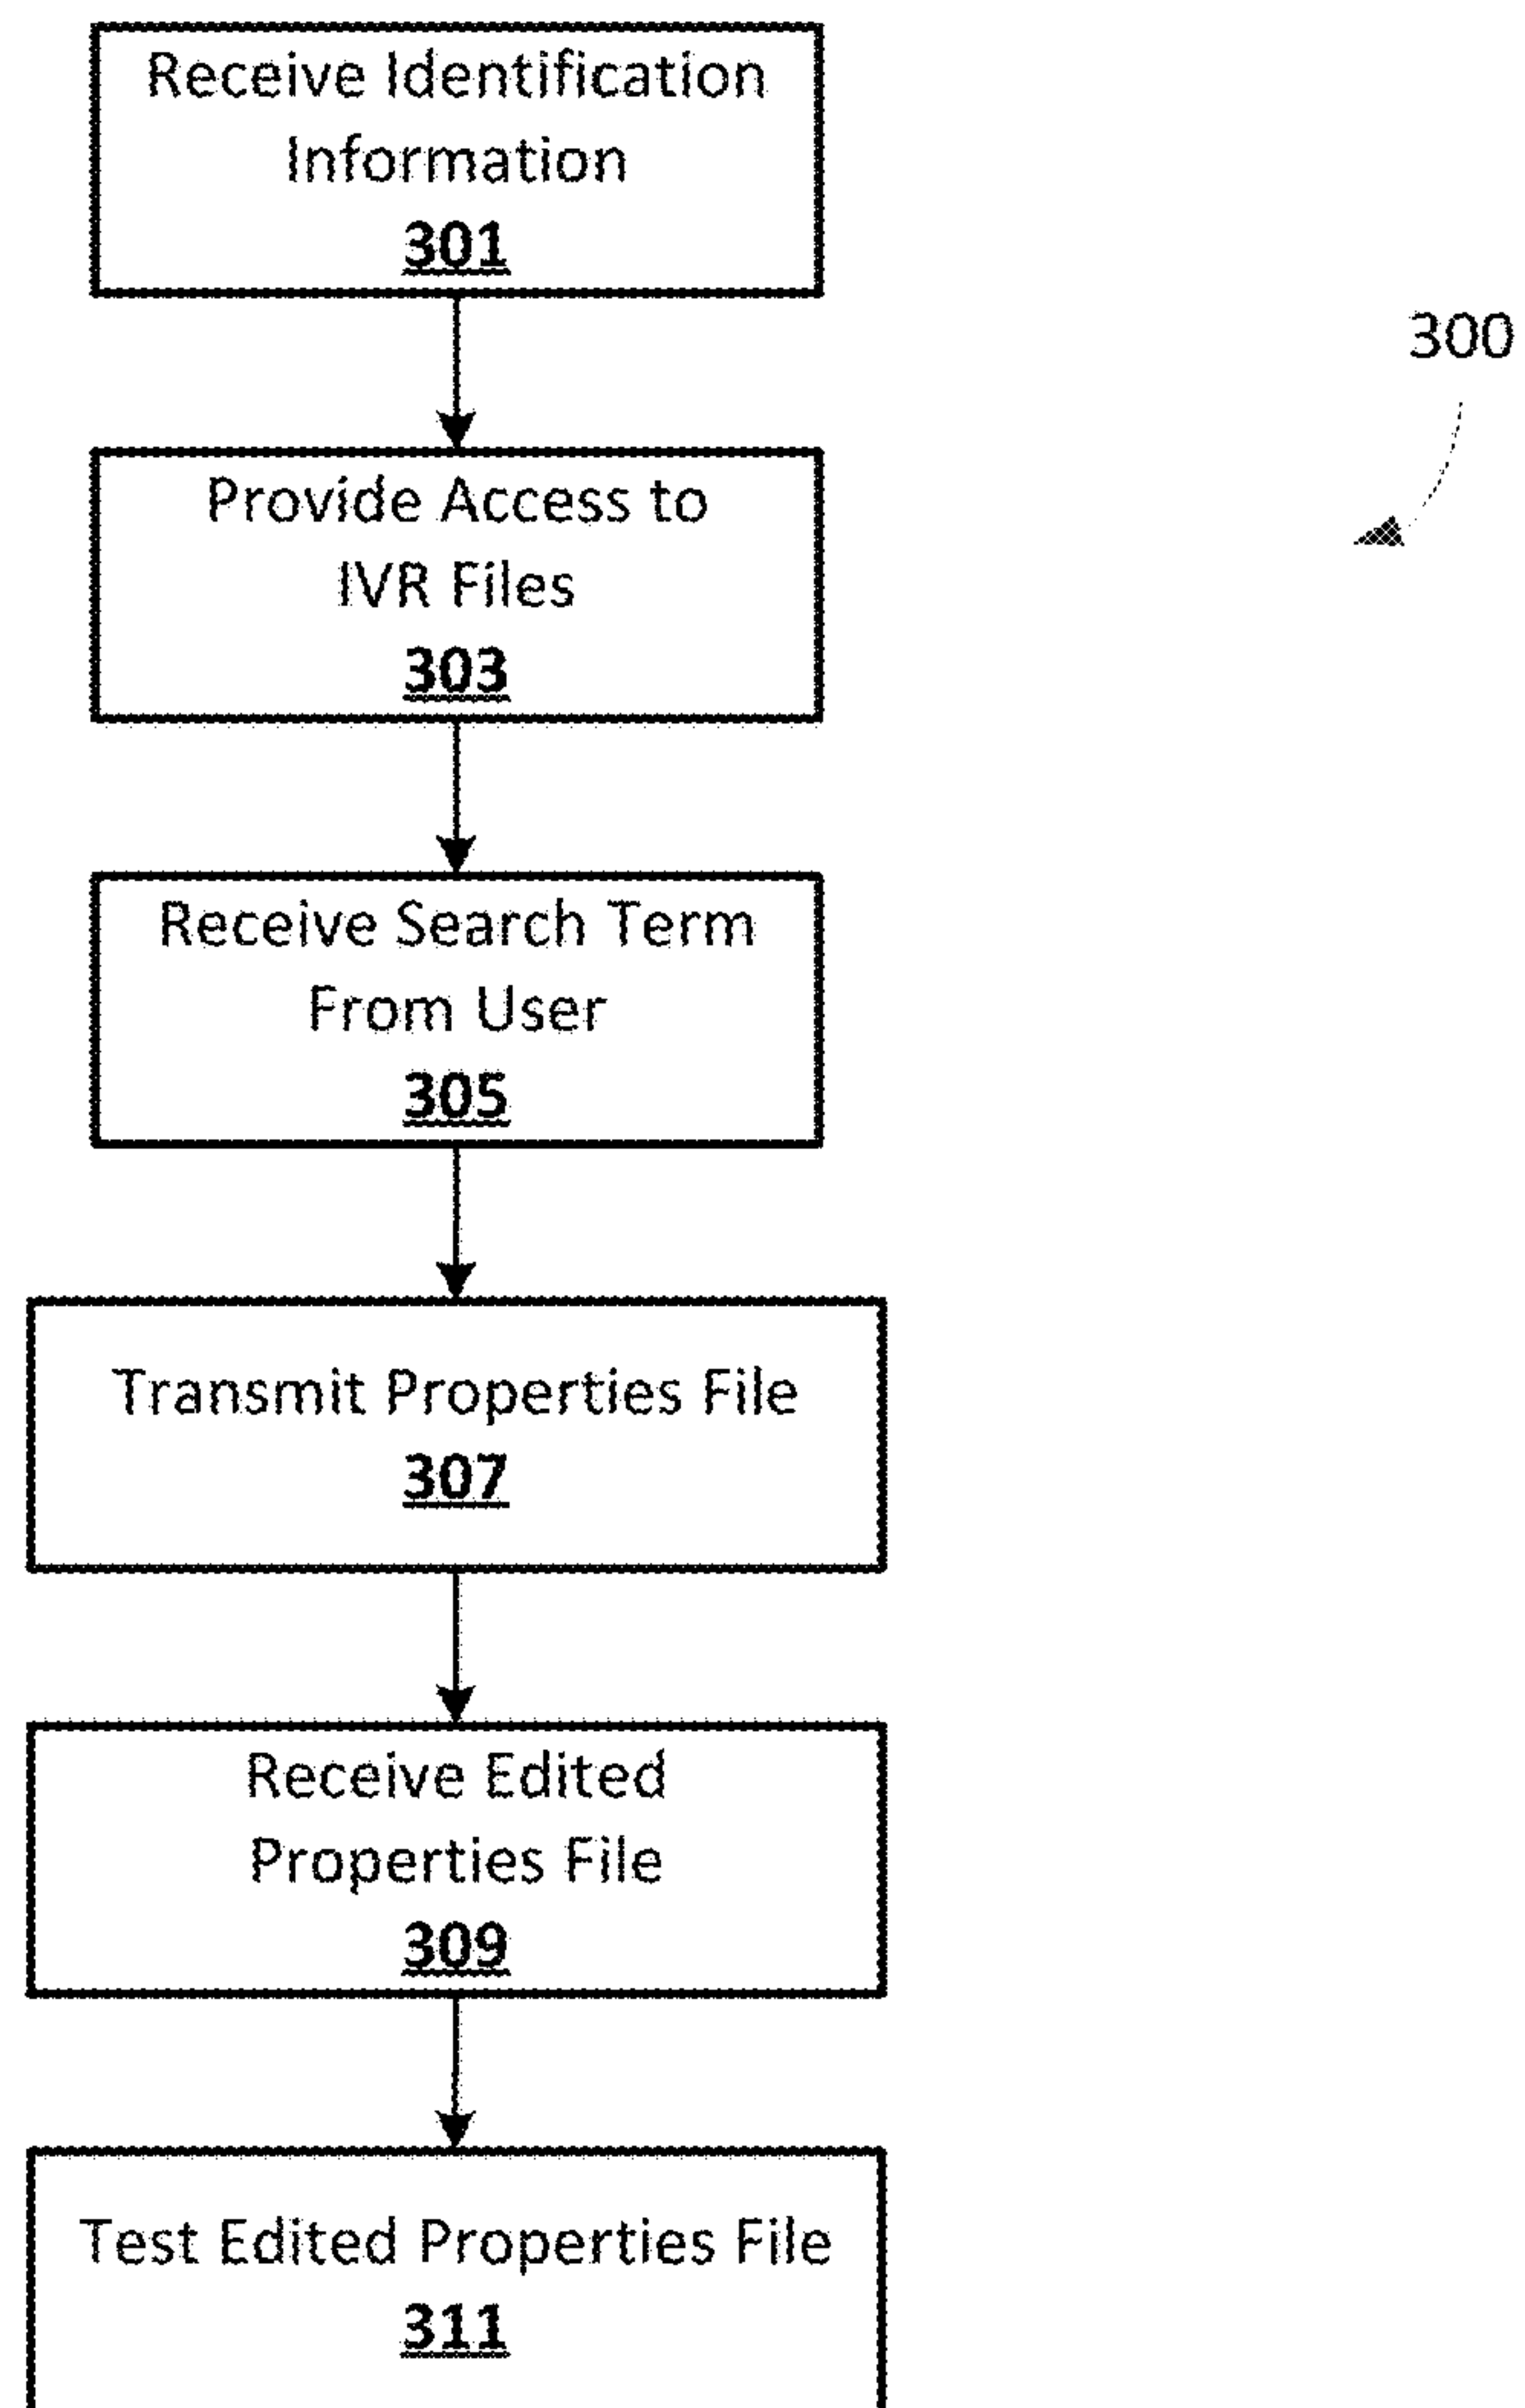 Receive Identification
Information
301
300
Provide Access to
IVR Files
303
Receive Search Term
From User
305
Transmit Properties File
307
Receive Edited
Properties File
309
Test Edited Properties File
311